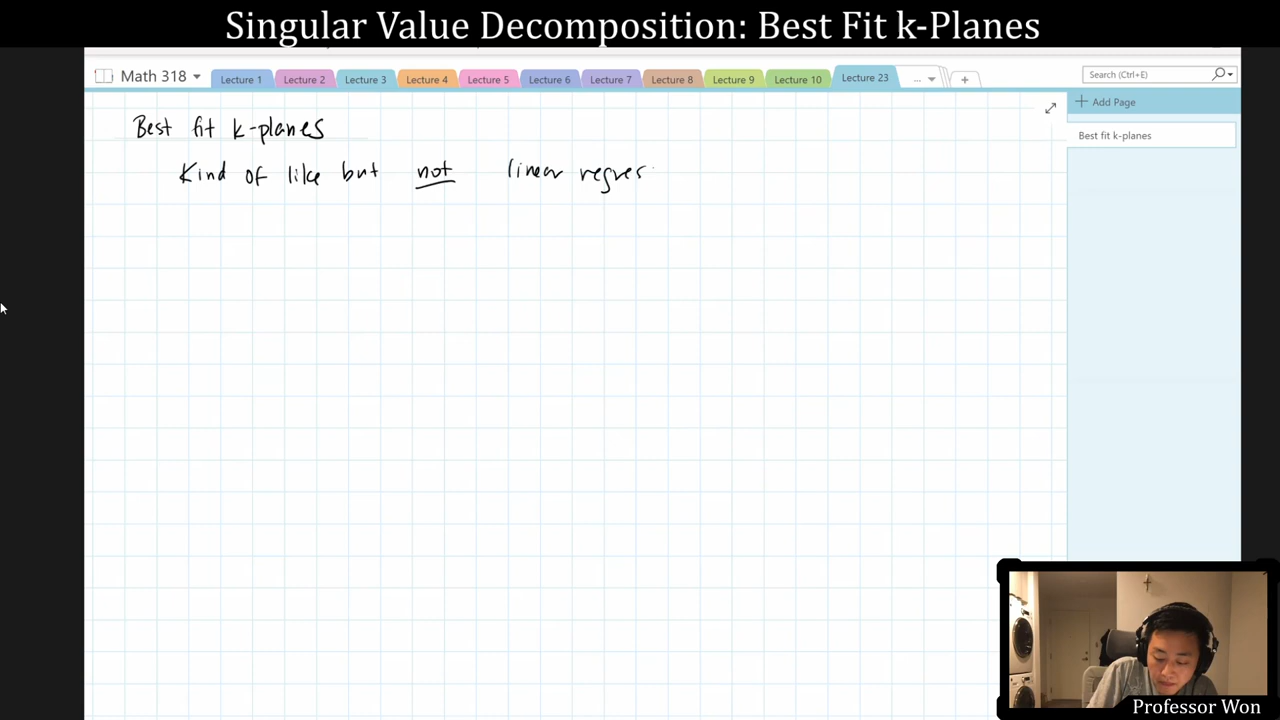 Singular Value Decomposition: Best Fit k-Planes
Math 318
Lecture 1
Lecture 2
Lecture 3
Lecture 4
Lecture 5
Lecture 6
Lecture 7
Lecture 8
Lecture 9
Lecture 10
Lecture 23
...
+
Search (Ctrl+E)
+ Add Page
Best fit k-planes
Best fit k-planes
Kind of like but not linear regres
Professor Won